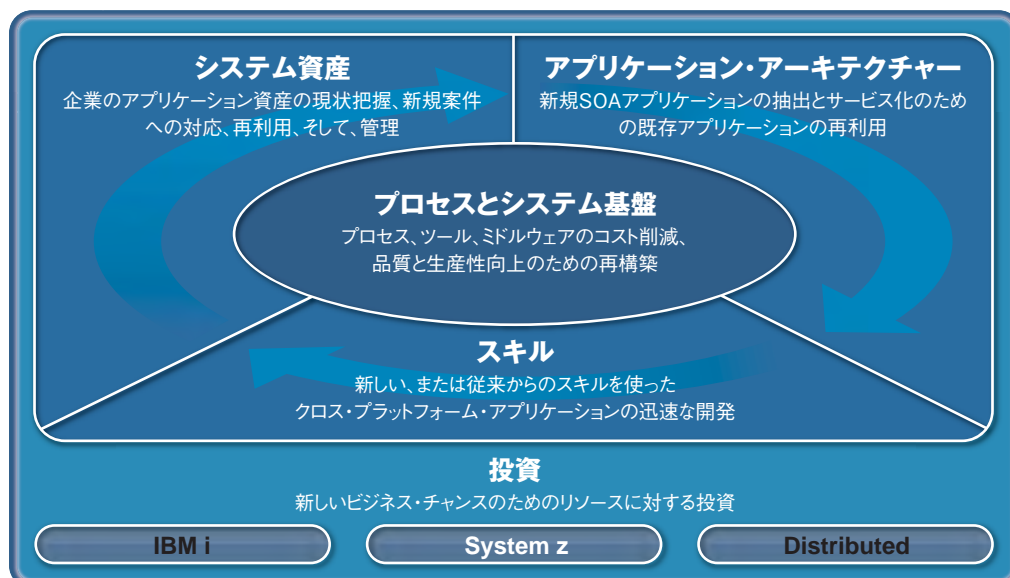 システム資産
企業のアプリケーション資産の現状把握、新規案件
への対応、再利用、そして、管理
アプリケーション・アーキテクチャー
新規SOAアプリケーションの抽出とサービス化のため
の既存アプリケーションの再利用
プロセスとシステム基盤
プロセス、ツール、ミドルウェアのコスト削減、
品質と生産性向上のための再構築
スキル
新しい、または従来からのスキルを使った
クロス・プラットフォーム・アプリケーションの迅速な開発
投資
新しいビジネス・チャンスのためのリソースに対する投資
IBM i
System z
Distributed